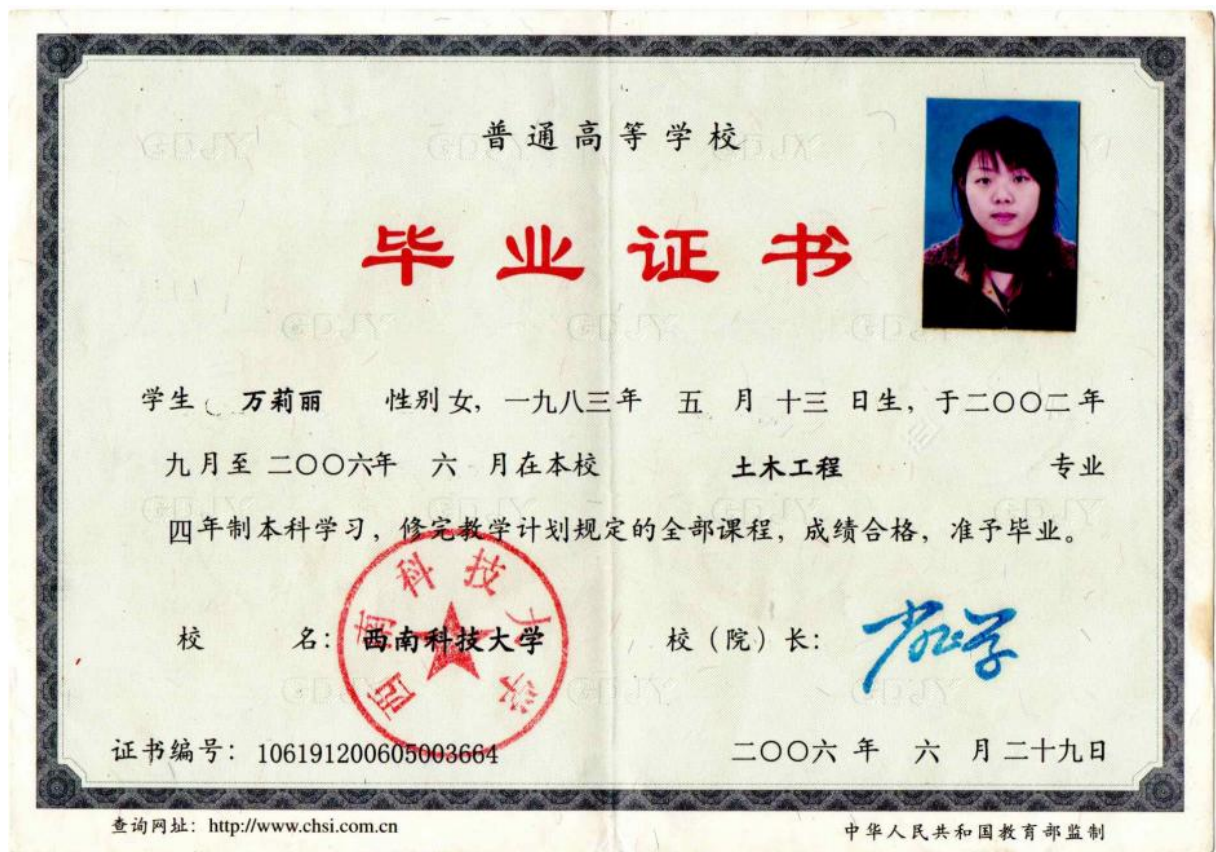 普通高等学校
毕业证书
学生 万莉丽 性别 女, 一九八三年 五 月 十三 日生, 于二〇〇二年
九月至 二〇〇六年 六 月在本校 土木工程 专业
四年制本科学习, 修完教学计划规定的全部课程, 成绩合格, 准予毕业。
西南科技大学
校 名: 西南科技大学 校 (院) 长:
证书编号: 106191200605003664 二〇〇六 年 六 月 二十九日
查询网址: http://www.chsi.com.cn 中华人民共和国教育部监制